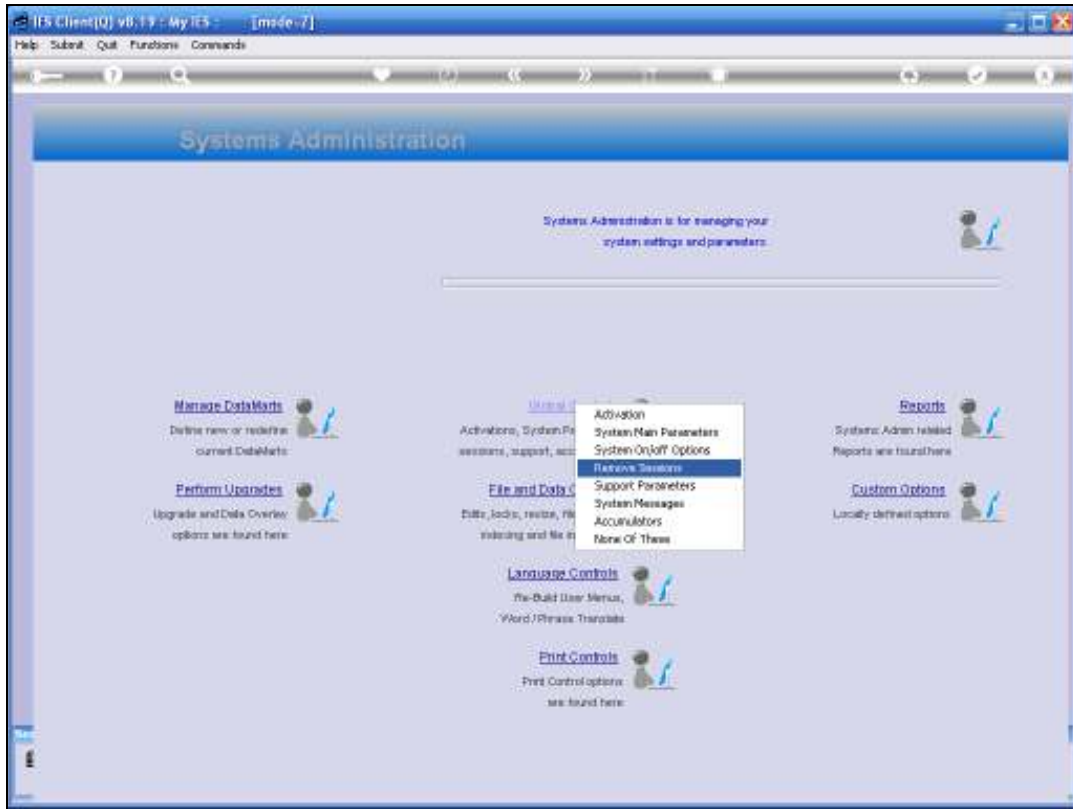 IES Client(Q) v8.19 : My IES : [mode-7]
Help Submit Quit Functions Commands
Systems Administration
Systems Administration is for managing your
system settings and parameters.
Manage DataMarts
Define new or redefine
current DataMarts
Perform Upgrades
Upgrade and Data Overlay
options are found here
Activations, System
sessions, support,
Activation
System Main Parameters
System On/off Options
Remove Sessions
Support Parameters
System Messages
Accumulators
None Of These
File and Data
Edits, locks, resize,
indexing and file
Language Controls
Re-Build User Menus,
Word / Phrase Translate
Print Controls
Print Control options
are found here
Reports
Systems Admin related
Reports are found here
Custom Options
Locally defined options